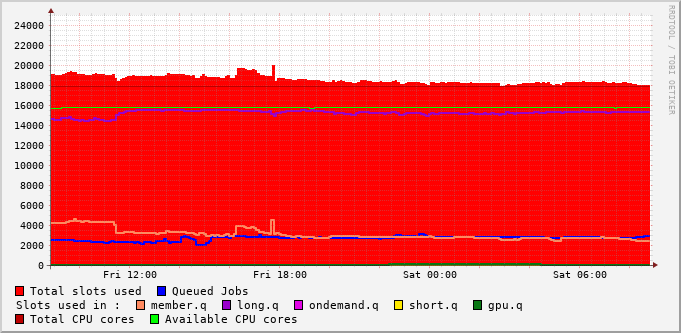 RRDTOOL / TOBI OETIKER
24000
22000
20000
18000
16000
14000
12000
10000
8000
6000
4000
2000
0
Fri 12:00 Fri 18:00 Sat 00:00 Sat 06:00
Total slots used Queued Jobs
Slots used in : member.q long.q ondemand.q short.q gpu.q
Total CPU cores Available CPU cores